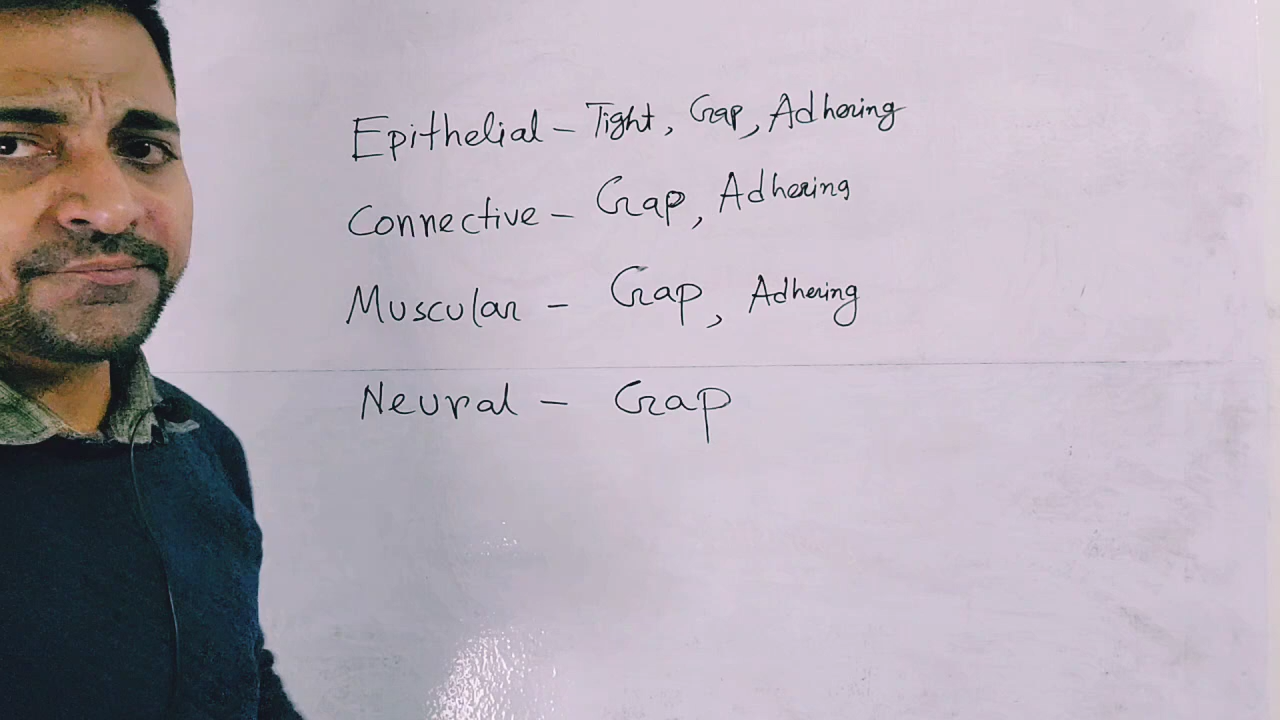 Epithelial – Tight, Gap, Adhering
Connective – Gap, Adhering
Muscular – Gap, Adhering
Neural – Gap